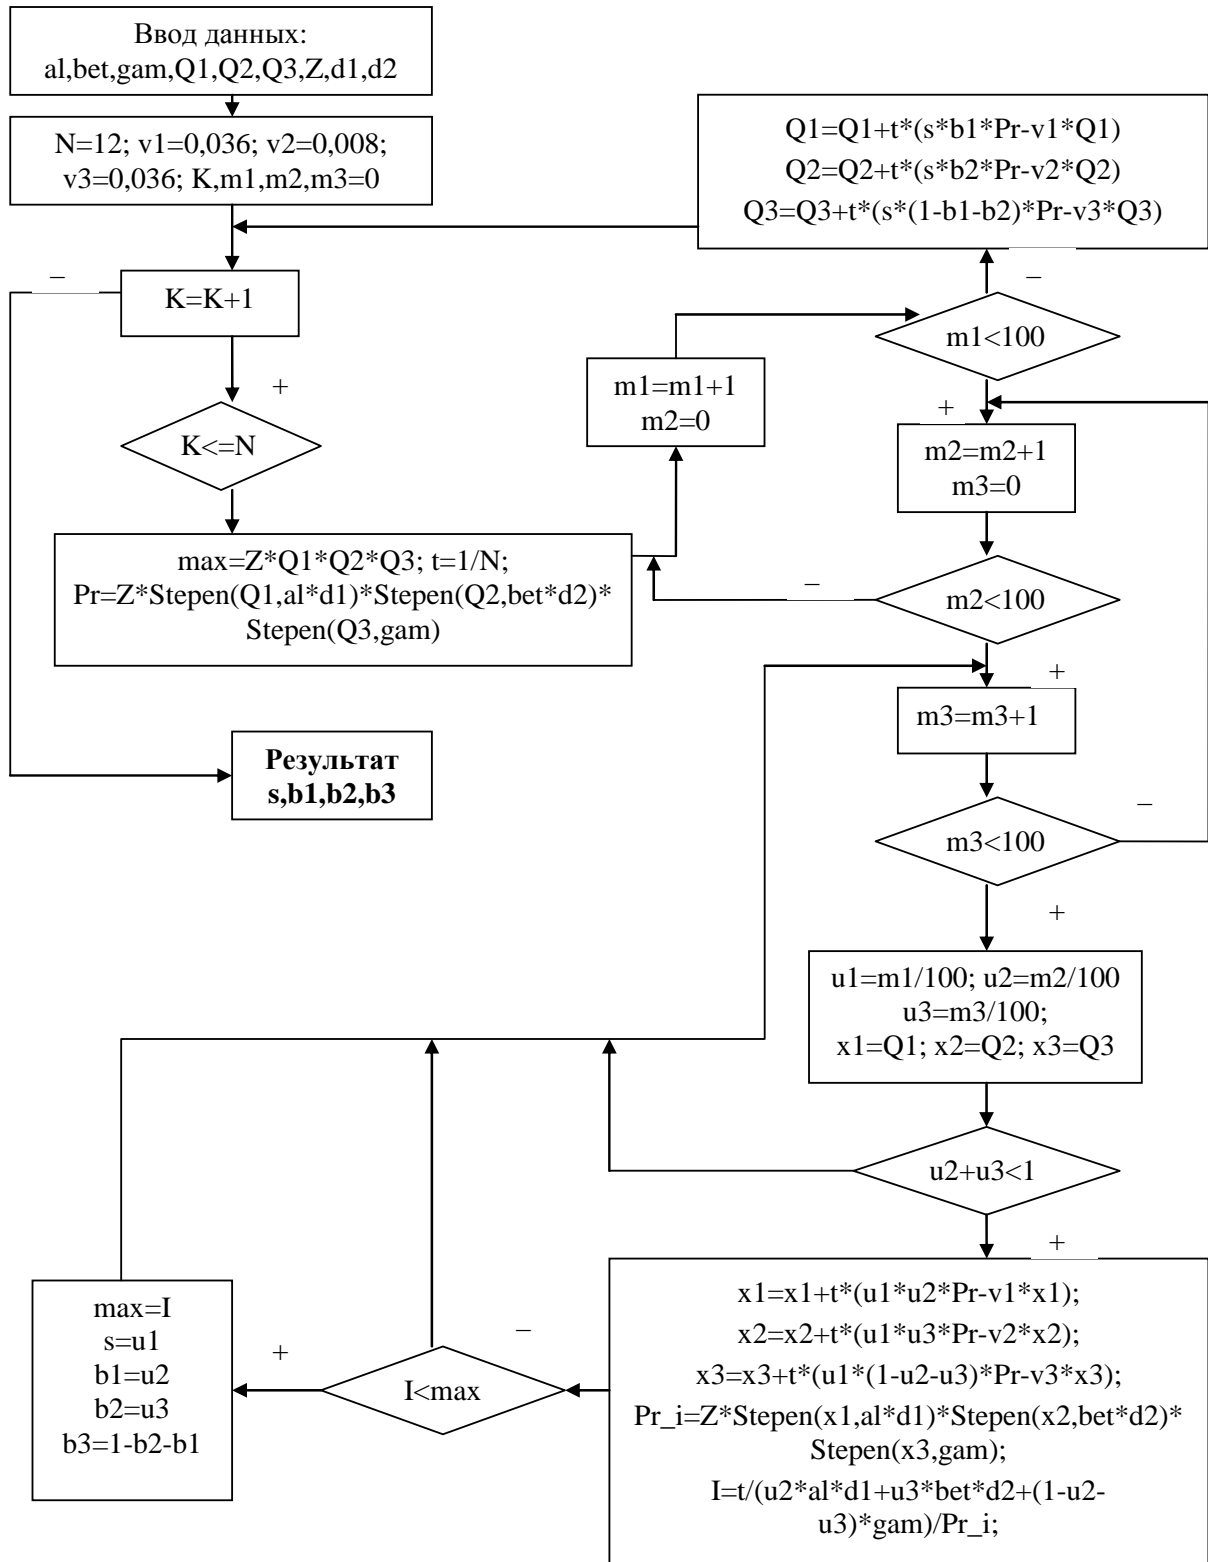 Ввод данных:
al,bet,gam,Q1,Q2,Q3,Z,d1,d2
N=12; v1=0,036; v2=0,008;
v3=0,036; K,m1,m2,m3=0
Q1=Q1+t*(s*b1*Pr-v1*Q1)
Q2=Q2+t*(s*b2*Pr-v2*Q2)
Q3=Q3+t*(s*(1-b1-b2)*Pr-v3*Q3)
–
K=K+1
+
K<=N
–
m1<100
m1=m1+1
m2=0
+
m2=m2+1
m3=0
max=Z*Q1*Q2*Q3; t=1/N;
Pr=Z*Stepen(Q1,al*d1)*Stepen(Q2,bet*d2)*
Stepen(Q3,gam)
–
m2<100
+
m3=m3+1
Результат
s,b1,b2,b3
–
m3<100
+
u1=m1/100; u2=m2/100
u3=m3/100;
x1=Q1; x2=Q2; x3=Q3
u2+u3<1
+
x1=x1+t*(u1*u2*Pr-v1*x1);
x2=x2+t*(u1*u3*Pr-v2*x2);
x3=x3+t*(u1*(1-u2-u3)*Pr-v3*x3);
Pr_i=Z*Stepen(x1,al*d1)*Stepen(x2,bet*d2)*
Stepen(x3,gam);
I=t/(u2*al*d1+u3*bet*d2+(1-u2-
u3)*gam)/Pr_i;
–
I<max
+
max=I
s=u1
b1=u2
b2=u3
b3=1-b2-b1